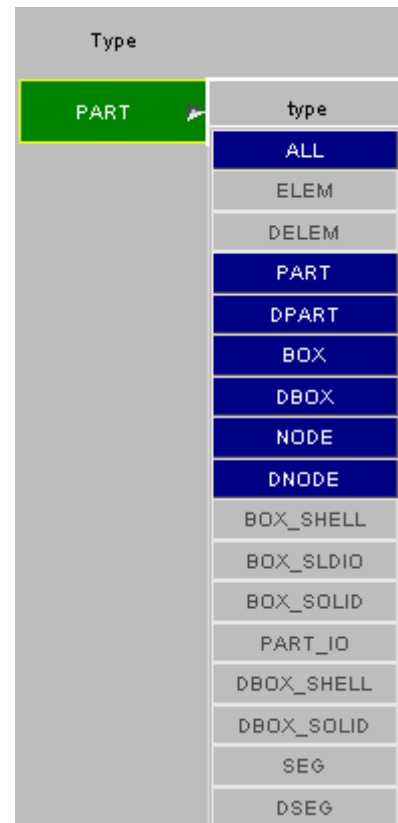 Type
PART
type
ALL
ELEM
DELEM
PART
DPART
BOX
DBOX
NODE
DNODE
BOX_SHELL
BOX_SLDIO
BOX_SOLID
PART_IO
DBOX_SHELL
DBOX_SOLID
SEG
DSEG